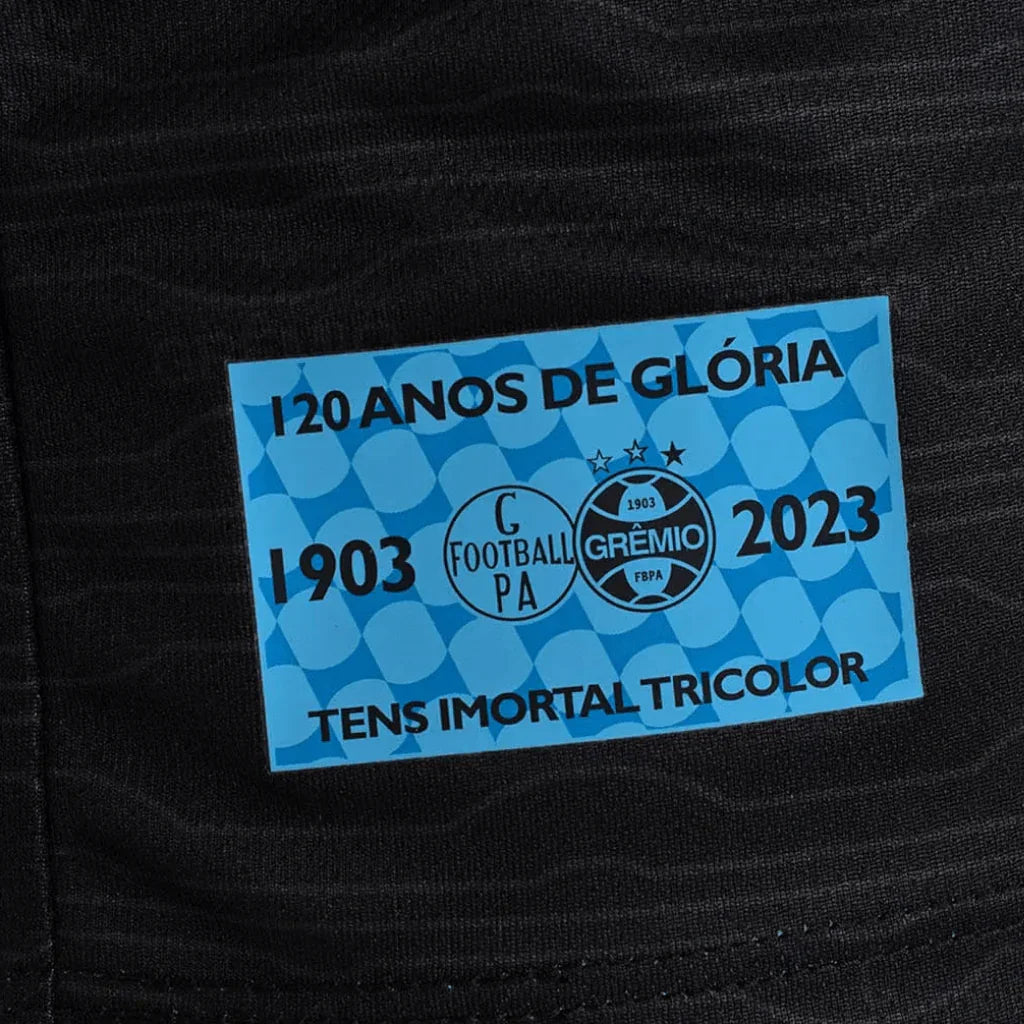 120 ANOS DE GLÓRIA
1903
G
FOOTBALL
PA
1903
GRÊMIO
FBPA
2023
TENS IMORTAL TRICOLOR